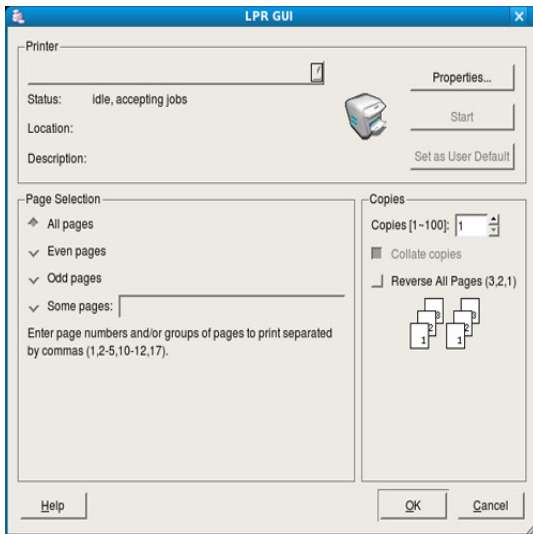 LPR GUI
Printer
Properties...
Status: idle, accepting jobs
Start
Location:
Description:
Set as User Default
Page Selection
All pages
Even pages
Odd pages
Some pages:
Enter page numbers and/or groups of pages to print separated
by commas (1,2-5,10-12,17).
Copies
Copies [1~100]: 1
Collate copies
Reverse All Pages (3,2,1)
3 3
2 2
1 1
Help
OK
Cancel